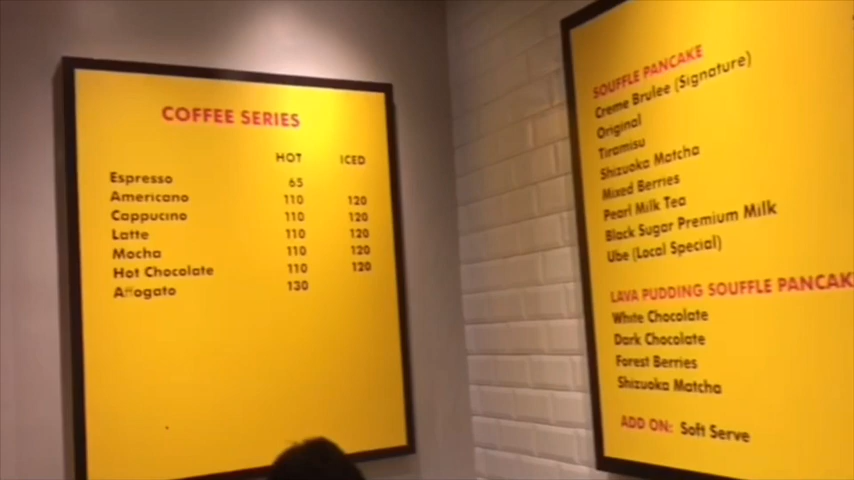 COFFEE SERIES
HOT ICED
Espresso 65
Americano 110 120
Cappucino 110 120
Latte 110 120
Mocha 110 120
Hot Chocolate 110 120
Affogato 130
SOUFFLE PANCAKE
Creme Brulee (Signature)
Original
Tiramisu
Shizuoka Matcha
Mixed Berries
Pearl Milk Tea
Black Sugar Premium Milk
Ube (Local Special)
LAVA PUDDING SOUFFLE PANCAKE
White Chocolate
Dark Chocolate
Forest Berries
Shizuoka Matcha
ADD ON: Soft Serve